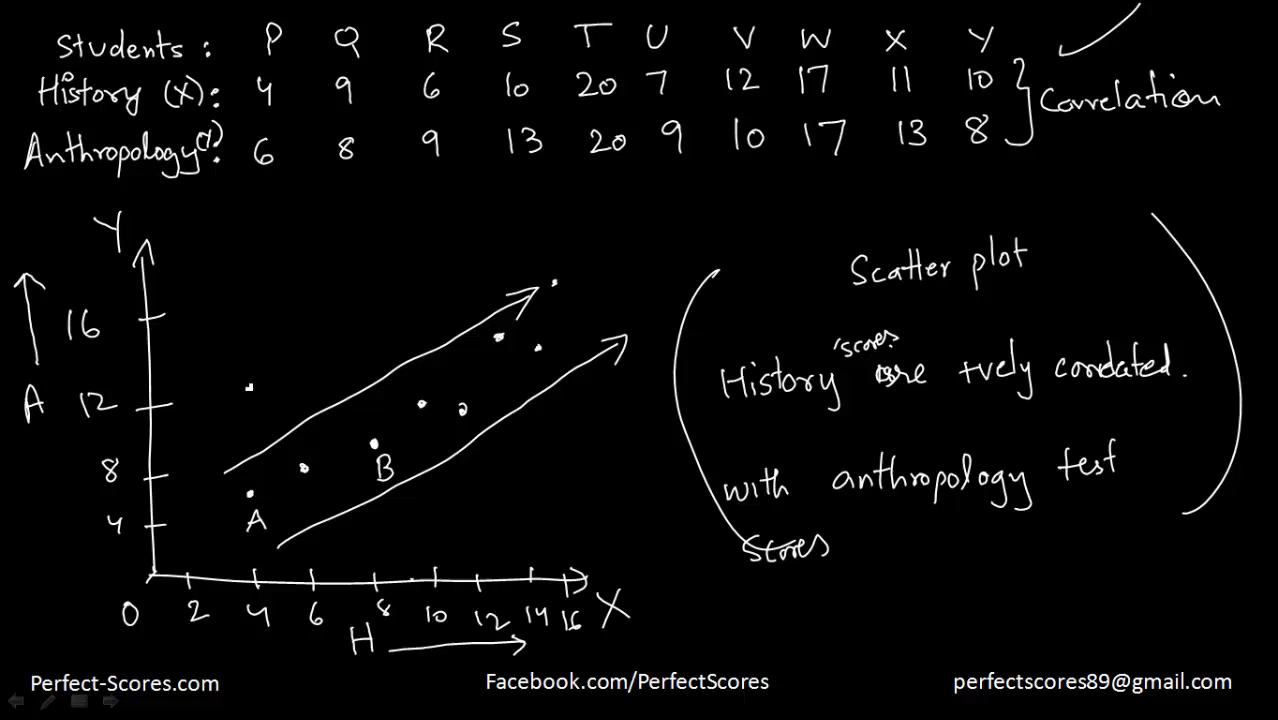 Students : P Q R S T U V W X Y
History (X) : 4 9 6 10 20 7 12 17 11 10
Anthropology (Y) : 6 8 9 13 20 9 10 17 13 8
Correlation
Y
16
A 12
8
4
A
B
0 2 4 6 8 10 12 14 16 X
H
Scatter plot
scores
History are +vely correlated.
with anthropology test
scores
Perfect-Scores.com
Facebook.com/PerfectScores
perfectscores89@gmail.com